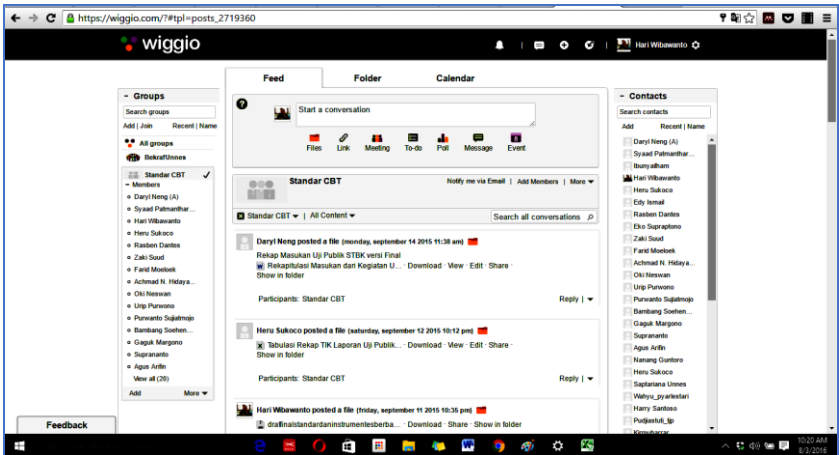 https://wiggio.com/?#tpl=posts_2719360
wiggio
Hari Wibawanto
Feed Folder Calendar
- Groups
Search groups
Add | Join Recent | Name
All groups
BekrafUnnes
Standar CBT ✓
- Members
Daryl Neng (A)
Syaad Patmanthar...
Hari Wibawanto
Heru Sukoco
Rasben Dantes
Zaki Suud
Farid Moeloek
Achmad N. Hidaya...
Oki Neswan
Urip Purwono
Purwanto Sujatmojo
Bambang Soehen...
Gaguk Margono
Suprananto
Agus Arifin
View all (20)
Add More
Feedback
Start a conversation
Files Link Meeting To-do Poll Message Event
Standar CBT Notify me via Email | Add Members | More
Standar CBT | All Content Search all conversations
Daryl Neng posted a file (monday, september 14 2015 11:38 am)
Rekap Masukan Uji Publik STBK versi Final
Rekapitulasi Masukan dari Kegiatan U... · Download · View · Edit · Share ·
Show in folder
Participants: Standar CBT Reply |
Heru Sukoco posted a file (saturday, september 12 2015 10:12 pm)
Tabulasi Rekap TIK Laporan Uji Publik... · Download · View · Edit · Share ·
Show in folder
Participants: Standar CBT Reply |
Hari Wibawanto posted a file (friday, september 11 2015 10:35 pm)
drafinalstandardaninstrumentesberba... · Download · Share · Show in folder
- Contacts
Search contacts
Add Recent | Name
Daryl Neng (A)
Syaad Patmanthar...
Ibunyailham
Hari Wibawanto
Heru Sukoco
Edy Ismail
Rasben Dantes
Eko Supraptono
Zaki Suud
Farid Moeloek
Achmad N. Hidaya...
Oki Neswan
Urip Purwono
Purwanto Sujatmojo
Bambang Soehen...
Gaguk Margono
Suprananto
Agus Arifin
Nanang Guntoro
Heru Sukoco
Saptariana Unnes
Wahyu_pyarlestari
Harry Santoso
Pudjiastuti_tjp
10:20 AM
8/3/2016